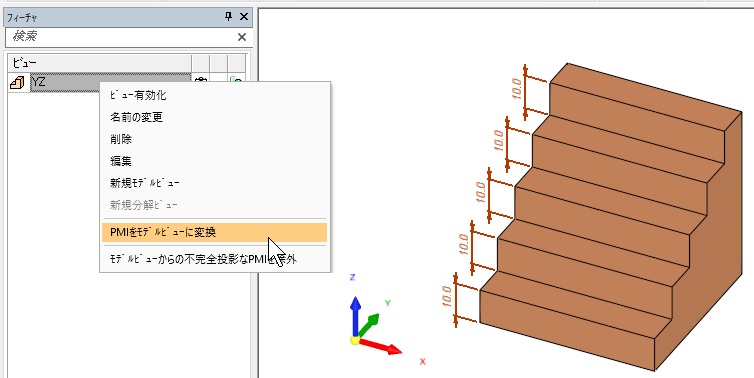 フィーチャ
検索
ビュー
YZ
ビュー有効化
名前の変更
削除
編集
新規モデルビュー
新規分解ビュー
PMIをモデルビューに変換
モデルビューからの不完全投影なPMIを除外
10.0
10.0
10.0
10.0
10.0
Z
Y
X